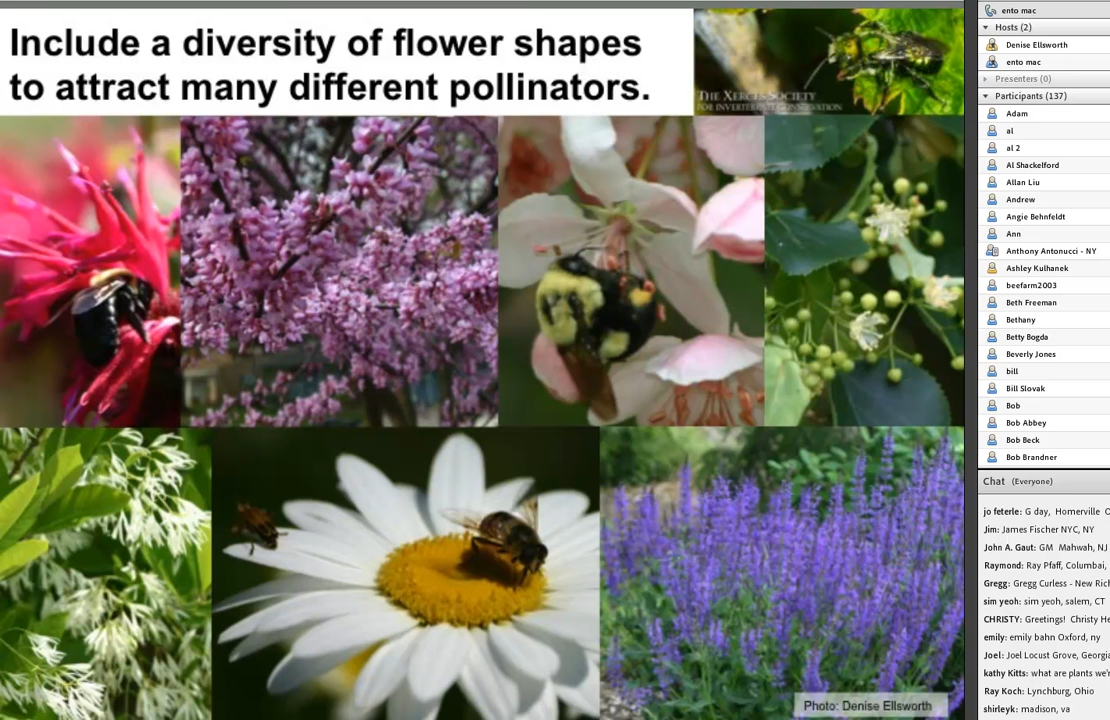 Include a diversity of flower shapes
to attract many different pollinators.
THE XERCES SOCIETY
FOR INVERTEBRATE CONSERVATION
Photo: Denise Ellsworth
ento mac
Hosts (2)
Denise Ellsworth
ento mac
Presenters (0)
Participants (137)
Adam
al
al 2
Al Shackelford
Allan Liu
Andrew
Angie Behnfeldt
Ann
Anthony Antonucci - NY
Ashley Kulhanek
beefarm2003
Beth Freeman
Bethany
Betty Bogda
Beverly Jones
bill
Bill Slovak
Bob
Bob Abbey
Bob Beck
Bob Brandner
Chat (Everyone)
jo feterle: G day, Homerville O
Jim: James Fischer NYC, NY
John A. Gaut: GM Mahwah, NJ
Raymond: Ray Pfaff, Columbai,
Gregg: Gregg Curless - New Rich
sim yeoh: sim yeoh, salem, CT
CHRISTY: Greetings! Christy He
emily: emily bahn Oxford, ny
Joel: Joel Locust Grove, Georgia
kathy Kitts: what are plants we'r
Ray Koch: Lynchburg, Ohio
shirleyk: madison, va